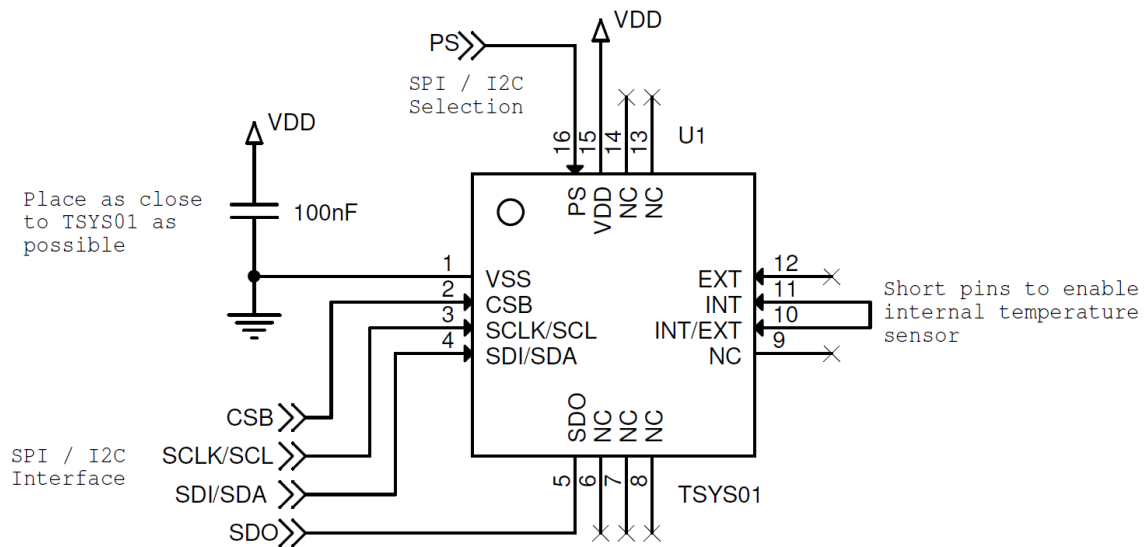 VDD
PS
SPI / I2C
Selection
16
15
14
13
U1
VDD
Place as close
to TSYS01 as
possible
100nF
PS
VDD
NC
NC
1
VSS
2
CSB
3
SCLK/SCL
4
SDI/SDA
EXT
12
INT
11
INT/EXT
10
NC
9
Short pins to enable
internal temperature
sensor
SDO
NC
NC
NC
5
6
7
8
TSYS01
CSB
SPI / I2C
Interface
SCLK/SCL
SDI/SDA
SDO